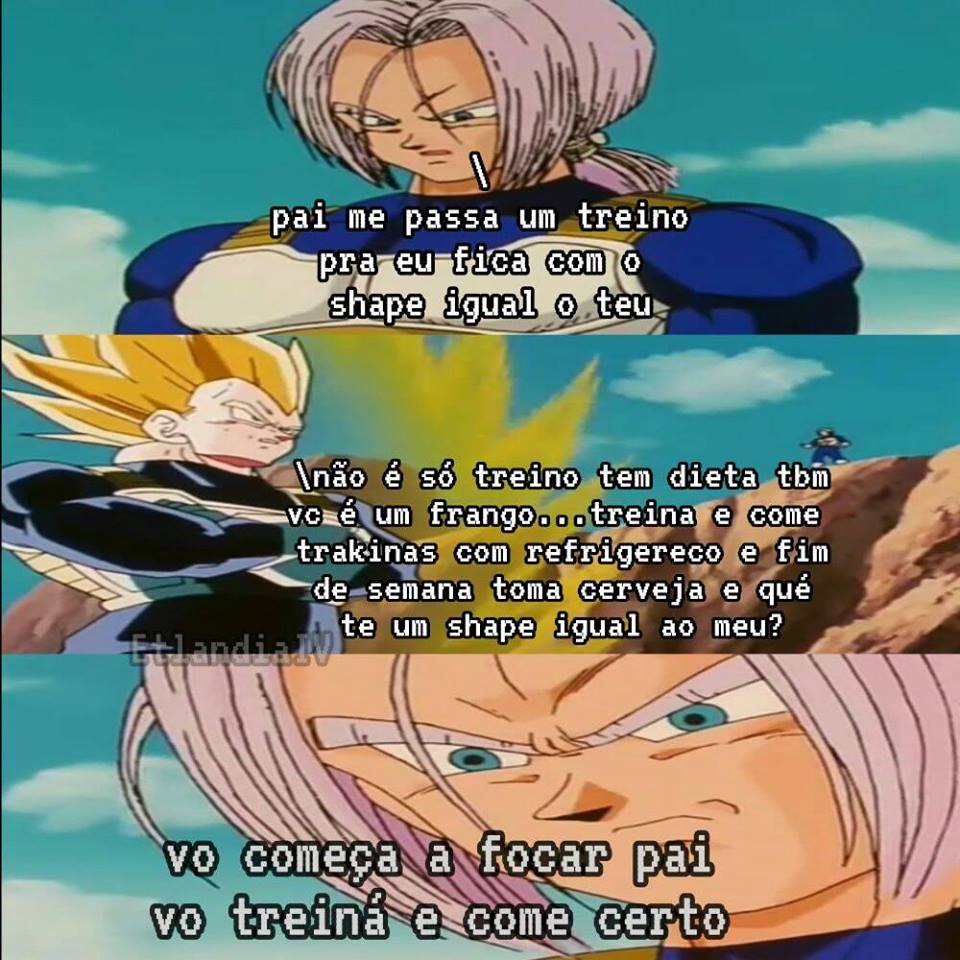 pai me passa um treino
pra eu fica com o
shape igual o teu
não é só treino tem dieta tbm
vc é um frango...treina e come
trakinas com refrigereco e fim
de semana toma cerveja e qué
te um shape igual ao meu?
EtlandiaTV
vo começa a focar pai
vo treiná e come certo